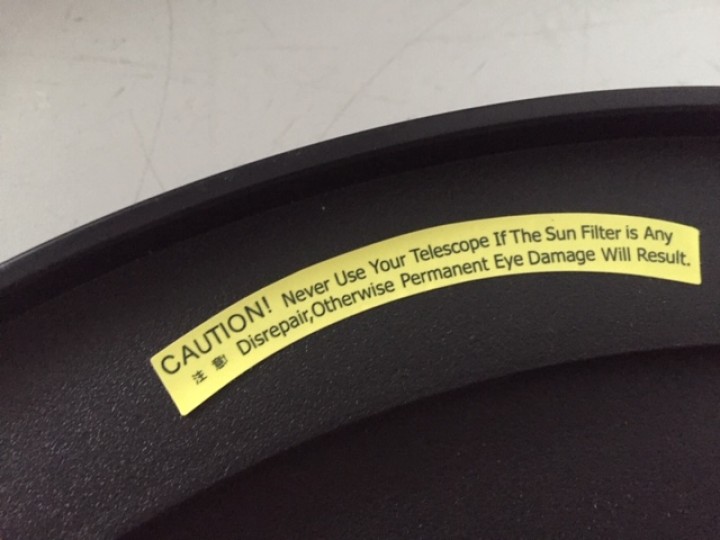 CAUTION! Never Use Your Telescope If The Sun Filter is Any
注意! Disrepair,Otherwise Permanent Eye Damage Will Result.